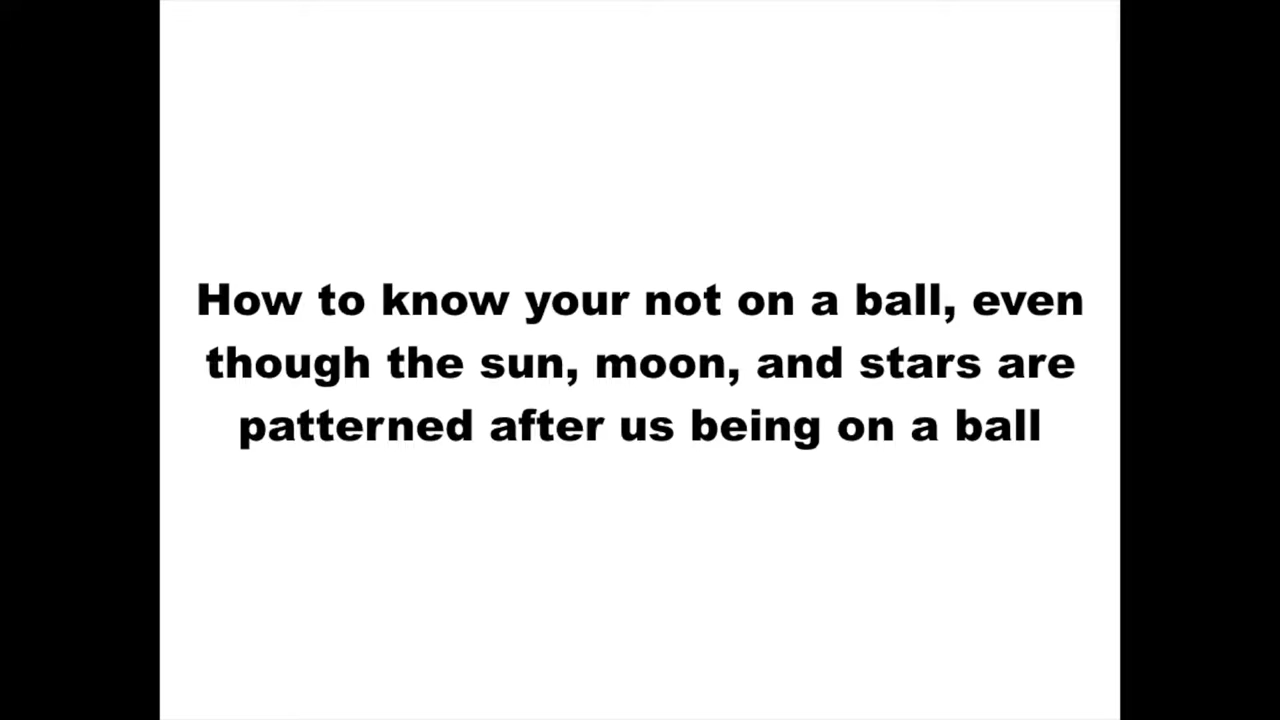 How to know your not on a ball, even
though the sun, moon, and stars are
patterned after us being on a ball